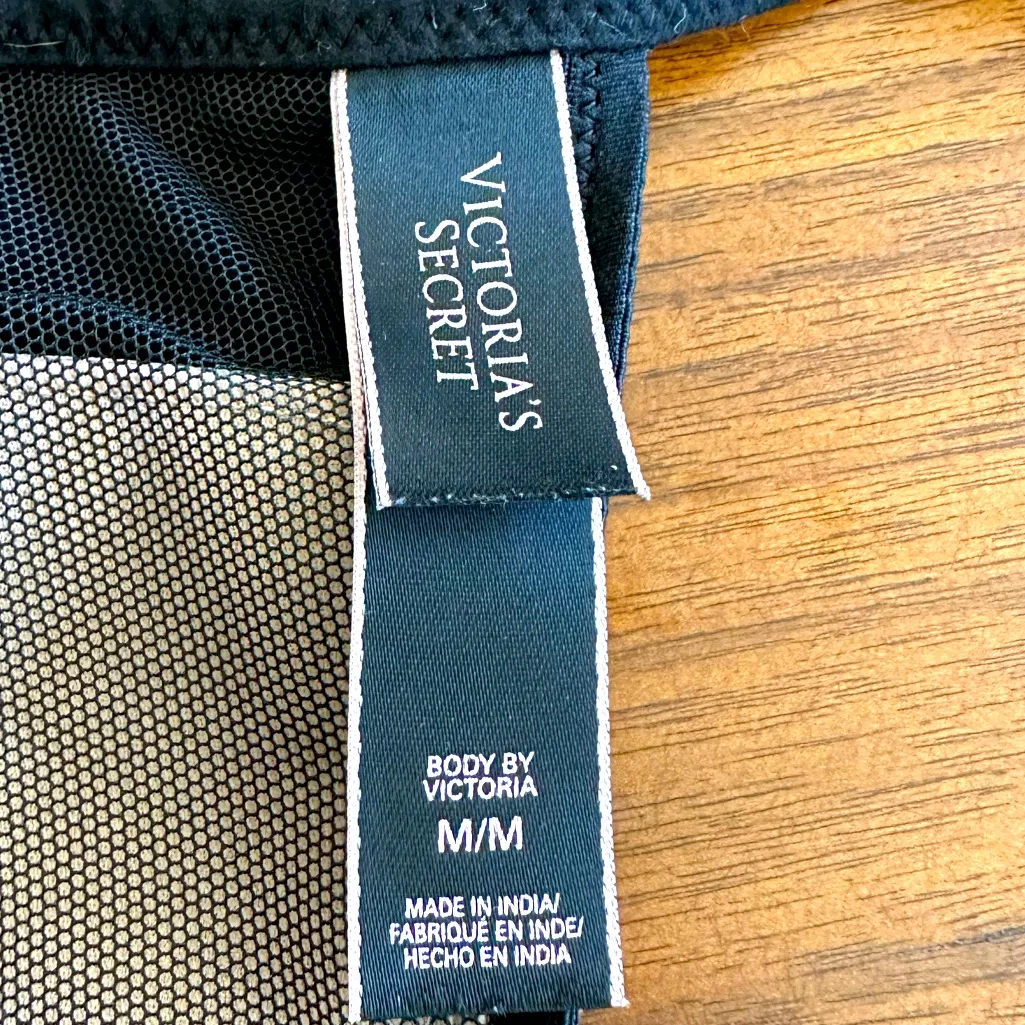 VICTORIA'S
SECRET
BODY BY
VICTORIA
M/M
MADE IN INDIA/
FABRIQUÉ EN INDE/
HECHO EN INDIA